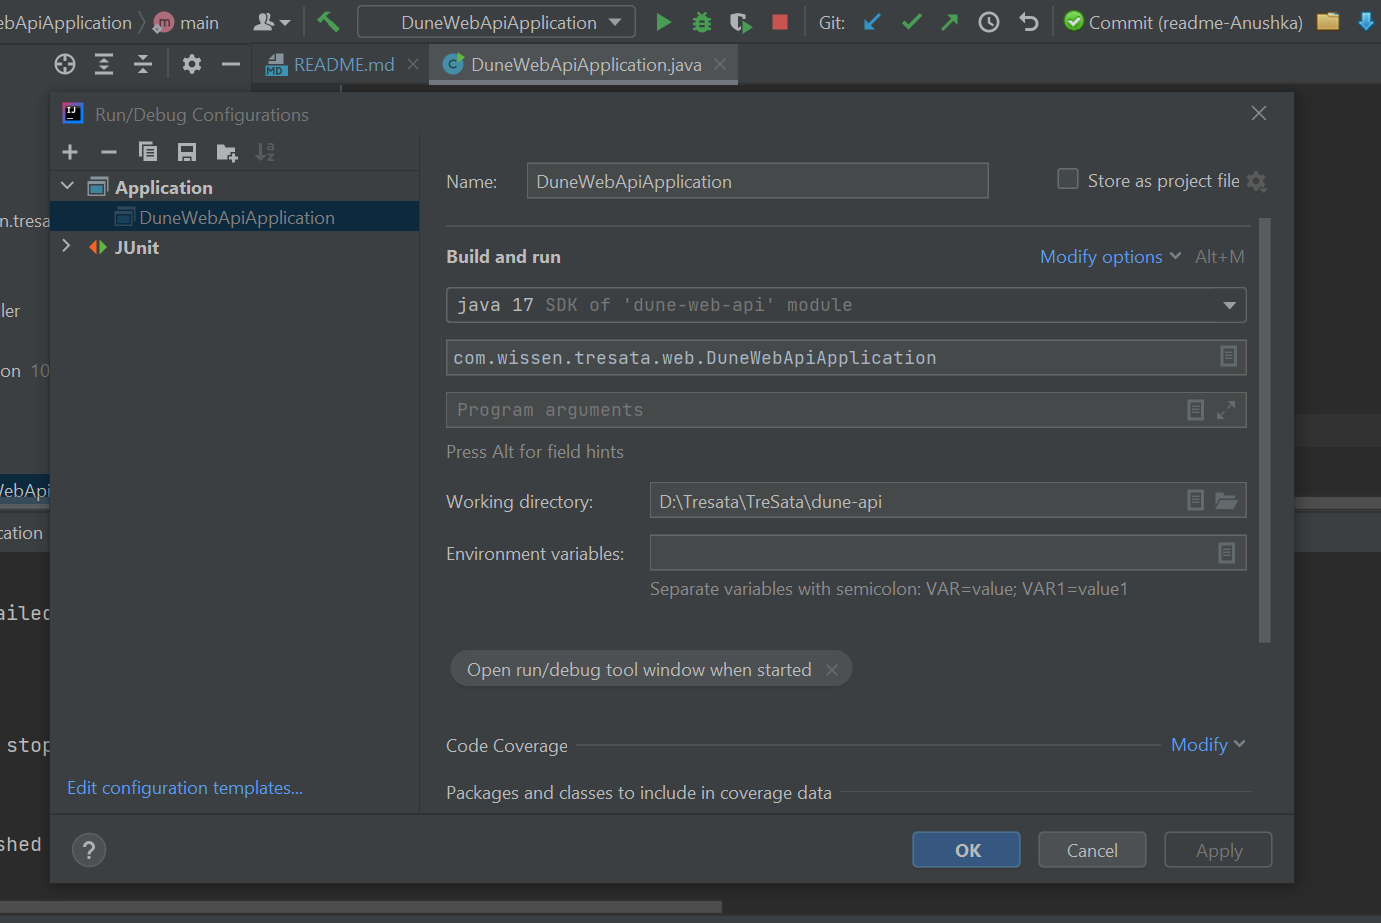 ebApiApplication
main
DuneWebApiApplication
Git:
Commit (readme-Anushka)
README.md
DuneWebApiApplication.java
Run/Debug Configurations
Application
DuneWebApiApplication
JUnit
Edit configuration templates...
n.tresa
ler
on 10
WebApi
cation
ailed
stop
shed
Name:
DuneWebApiApplication
Store as project file
Build and run
Modify options
Alt+M
java 17 SDK of 'dune-web-api' module
com.wissen.tresata.web.DuneWebApiApplication
Program arguments
Press Alt for field hints
Working directory:
D:\Tresata\TreSata\dune-api
Environment variables:
Separate variables with semicolon: VAR=value; VAR1=value1
Open run/debug tool window when started
Code Coverage
Modify
Packages and classes to include in coverage data
?
OK
Cancel
Apply